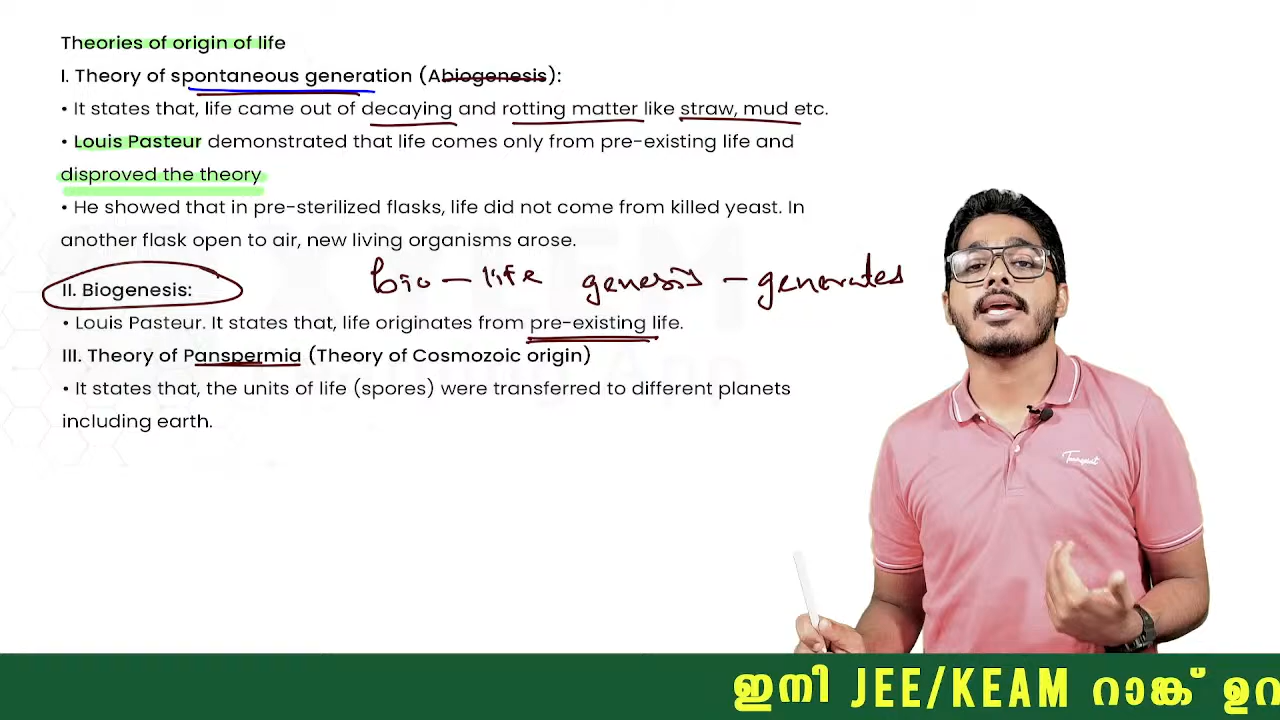 Theories of origin of life
I. Theory of spontaneous generation (Abiogenesis):
• It states that, life came out of decaying and rotting matter like straw, mud etc.
• Louis Pasteur demonstrated that life comes only from pre-existing life and
disproved the theory
• He showed that in pre-sterilized flasks, life did not come from killed yeast. In
another flask open to air, new living organisms arose.
bio – life genesis – generates
II. Biogenesis:
• Louis Pasteur. It states that, life originates from pre-existing life.
III. Theory of Panspermia (Theory of Cosmozoic origin)
• It states that, the units of life (spores) were transferred to different planets
including earth.
ഇനി JEE/KEAM റാങ്ക് ഉറ